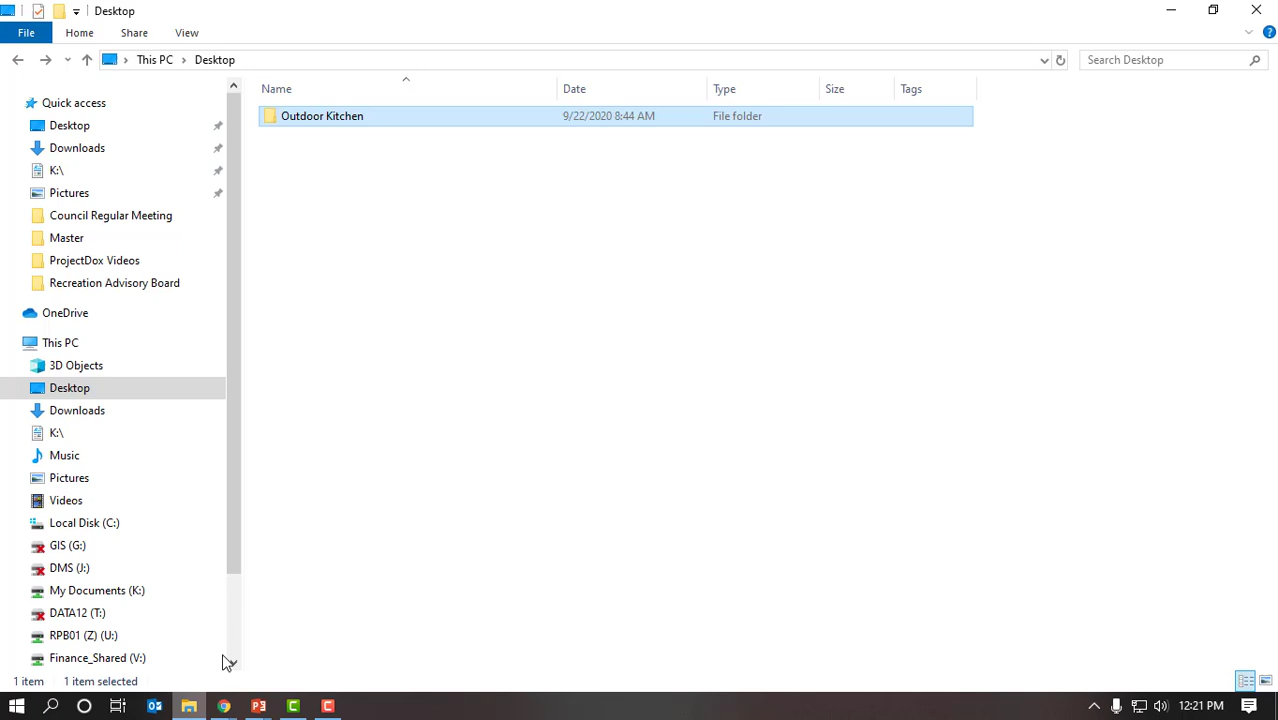 Desktop
File Home Share View
This PC Desktop Search Desktop
Name Date Type Size Tags
Outdoor Kitchen 9/22/2020 8:44 AM File folder
Quick access
Desktop
Downloads
K:\
Pictures
Council Regular Meeting
Master
ProjectDox Videos
Recreation Advisory Board
OneDrive
This PC
3D Objects
Desktop
Downloads
K:\
Music
Pictures
Videos
Local Disk (C:)
GIS (G:)
DMS (J:)
My Documents (K:)
DATA12 (T:)
RPB01 (Z) (U:)
Finance_Shared (V:)
1 item 1 item selected
12:21 PM